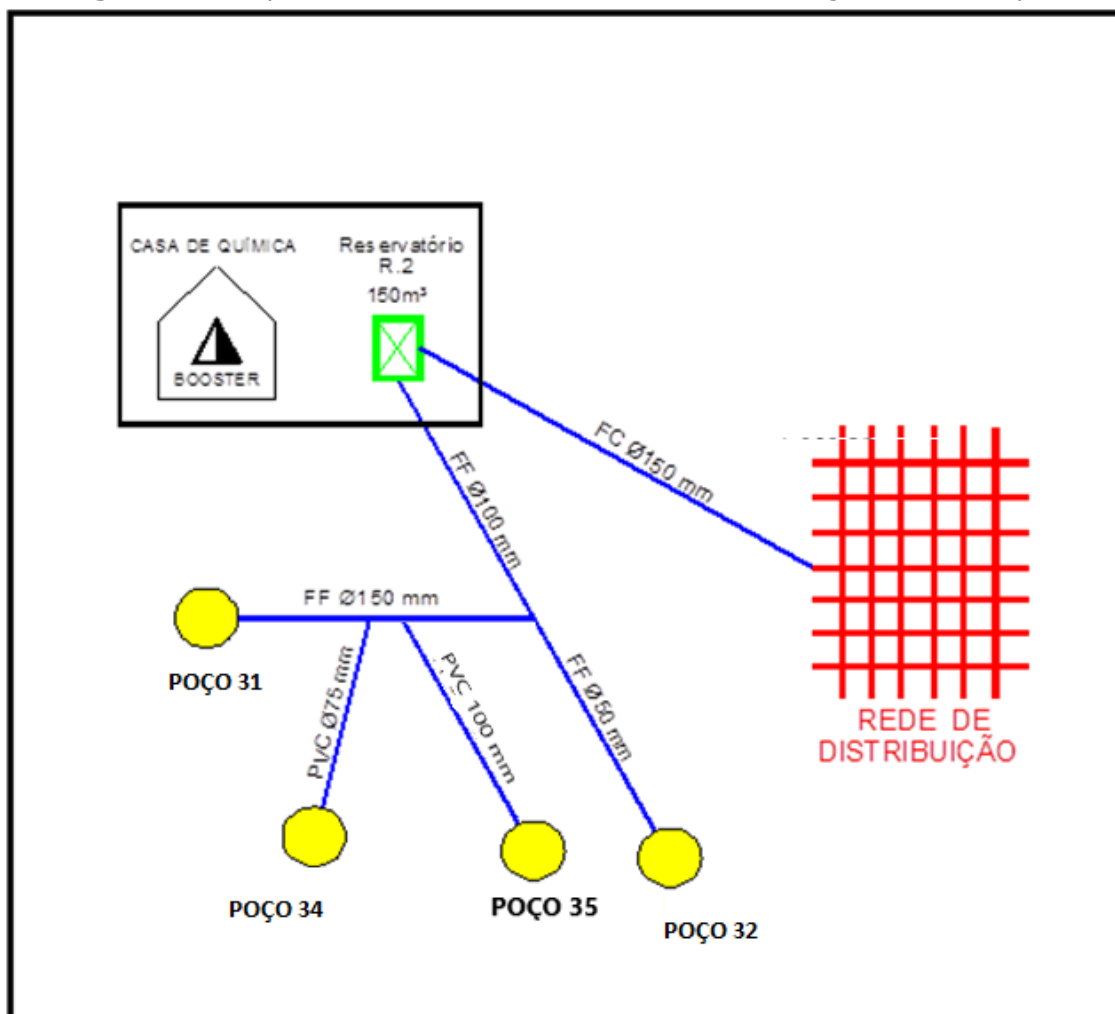 CASA DE QUÍMICA
BOOSTER
Reservatório
R.2
150m³
FC Ø150 mm
FF Ø100 mm
FF Ø150 mm
POÇO 31
PVC Ø75 mm
PVC 100 mm
FF Ø50 mm
REDE DE
DISTRIBUIÇÃO
POÇO 34
POÇO 35
POÇO 32